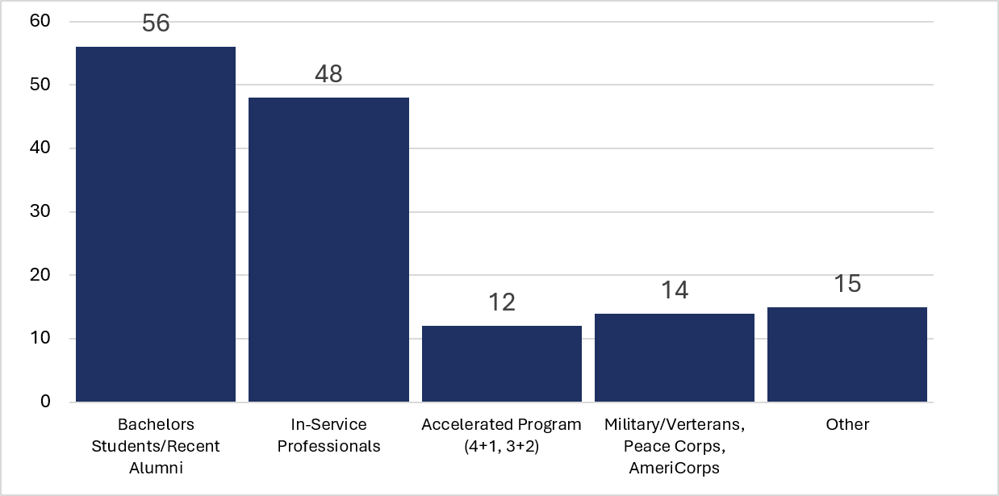 60
50
40
30
20
10
0
56
48
12
14
15
Bachelors
Students/Recent
Alumni
In-Service
Professionals
Accelerated Program
(4+1, 3+2)
Military/Verterans,
Peace Corps,
AmeriCorps
Other